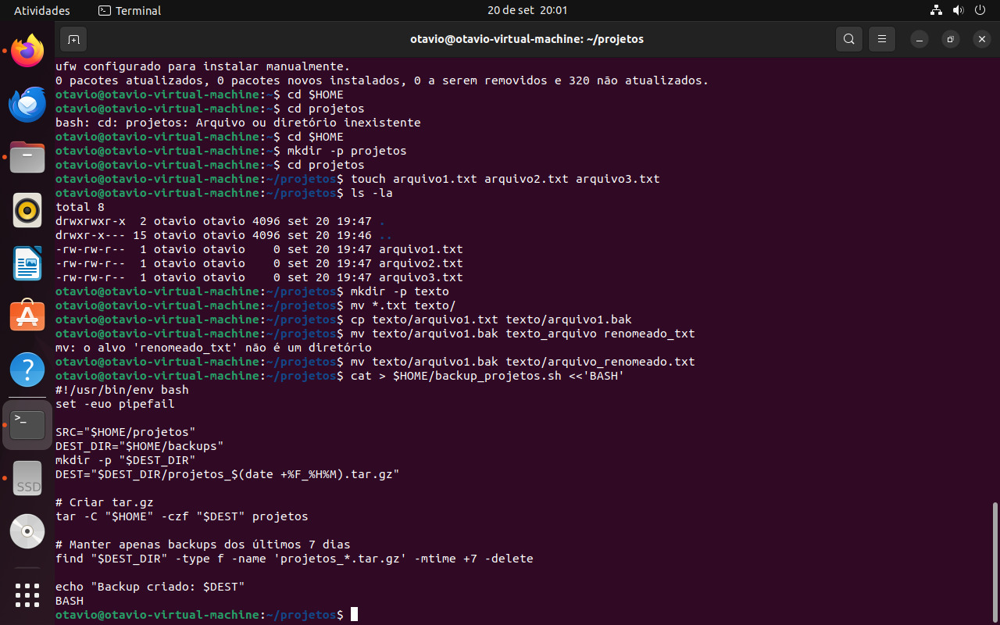 Atividades
Terminal
20 de set 20:01
otavio@otavio-virtual-machine: ~/projetos
ufw configurado para instalar manualmente.
0 pacotes atualizados, 0 pacotes novos instalados, 0 a serem removidos e 320 não atualizados.
otavio@otavio-virtual-machine:~$ cd $HOME
otavio@otavio-virtual-machine:~$ cd projetos
bash: cd: projetos: Arquivo ou diretório inexistente
otavio@otavio-virtual-machine:~$ cd $HOME
otavio@otavio-virtual-machine:~$ mkdir -p projetos
otavio@otavio-virtual-machine:~$ cd projetos
otavio@otavio-virtual-machine:~/projetos$ touch arquivo1.txt arquivo2.txt arquivo3.txt
otavio@otavio-virtual-machine:~/projetos$ ls -la
total 8
drwxrwxr-x  2 otavio otavio 4096 set 20 19:47 .
drwxr-x--- 15 otavio otavio 4096 set 20 19:46 ..
-rw-rw-r--  1 otavio otavio    0 set 20 19:47 arquivo1.txt
-rw-rw-r--  1 otavio otavio    0 set 20 19:47 arquivo2.txt
-rw-rw-r--  1 otavio otavio    0 set 20 19:47 arquivo3.txt
otavio@otavio-virtual-machine:~/projetos$ mkdir -p texto
otavio@otavio-virtual-machine:~/projetos$ mv *.txt texto/
otavio@otavio-virtual-machine:~/projetos$ cp texto/arquivo1.txt texto/arquivo1.bak
otavio@otavio-virtual-machine:~/projetos$ mv texto/arquivo1.bak texto_arquivo renomeado_txt
mv: o alvo 'renomeado_txt' não é um diretório
otavio@otavio-virtual-machine:~/projetos$ mv texto/arquivo1.bak texto/arquivo_renomeado.txt
otavio@otavio-virtual-machine:~/projetos$ cat > $HOME/backup_projetos.sh <<'BASH'
#!/usr/bin/env bash
set -euo pipefail

SRC="$HOME/projetos"
DEST_DIR="$HOME/backups"
mkdir -p "$DEST_DIR"
DEST="$DEST_DIR/projetos_$(date +%F_%H%M).tar.gz"

# Criar tar.gz
tar -C "$HOME" -czf "$DEST" projetos

# Manter apenas backups dos últimos 7 dias
find "$DEST_DIR" -type f -name 'projetos_*.tar.gz' -mtime +7 -delete

echo "Backup criado: $DEST"
BASH
otavio@otavio-virtual-machine:~/projetos$
SSD